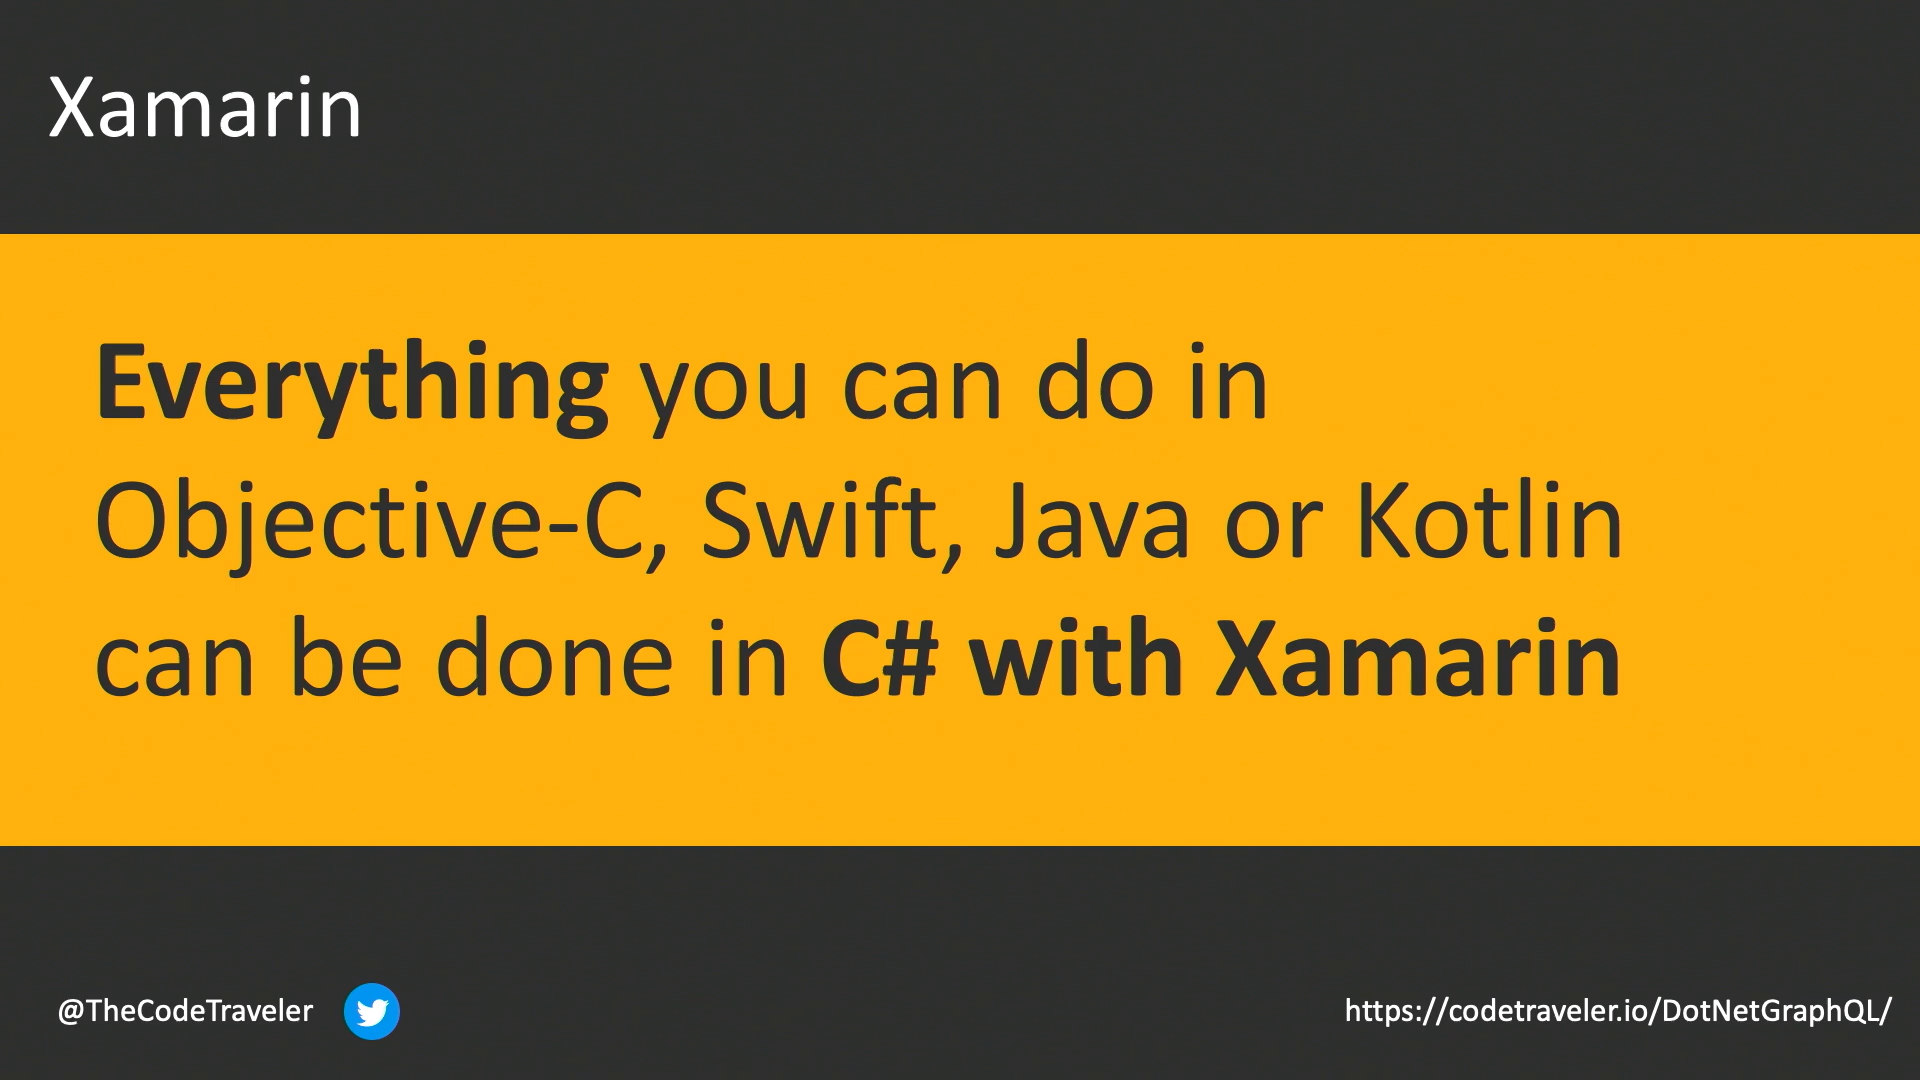 Xamarin
Everything you can do in
Objective-C, Swift, Java or Kotlin
can be done in C# with Xamarin
@TheCodeTraveler
https://codetraveler.io/DotNetGraphQL/